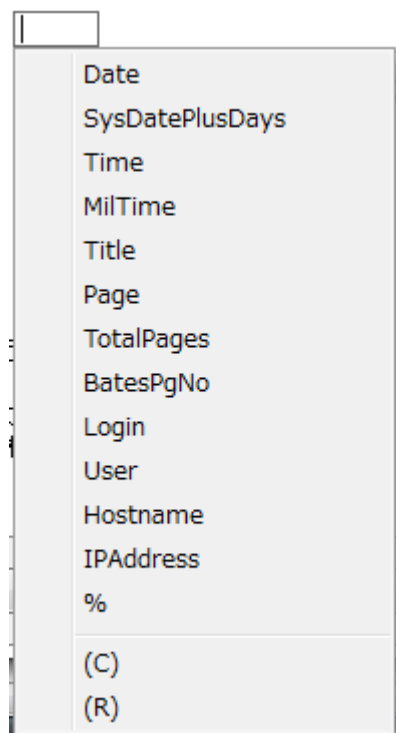 Date
SysDatePlusDays
Time
MilTime
Title
Page
TotalPages
BatesPgNo
Login
User
Hostname
IPAddress
%
(C)
(R)